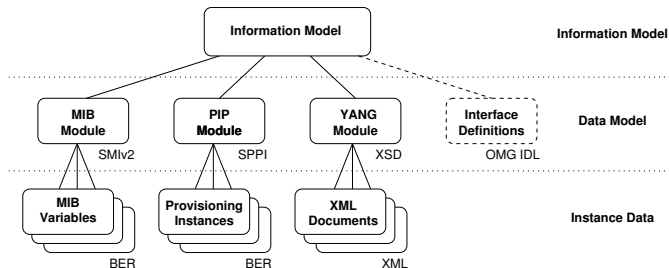 Information Model
Information Model
MIB
Module
SMIv2
PIP
Module
SPPI
YANG
Module
XSD
Interface
Definitions
OMG IDL
Data Model
MIB
Variables
BER
Provisioning
Instances
BER
XML
Documents
XML
Instance Data